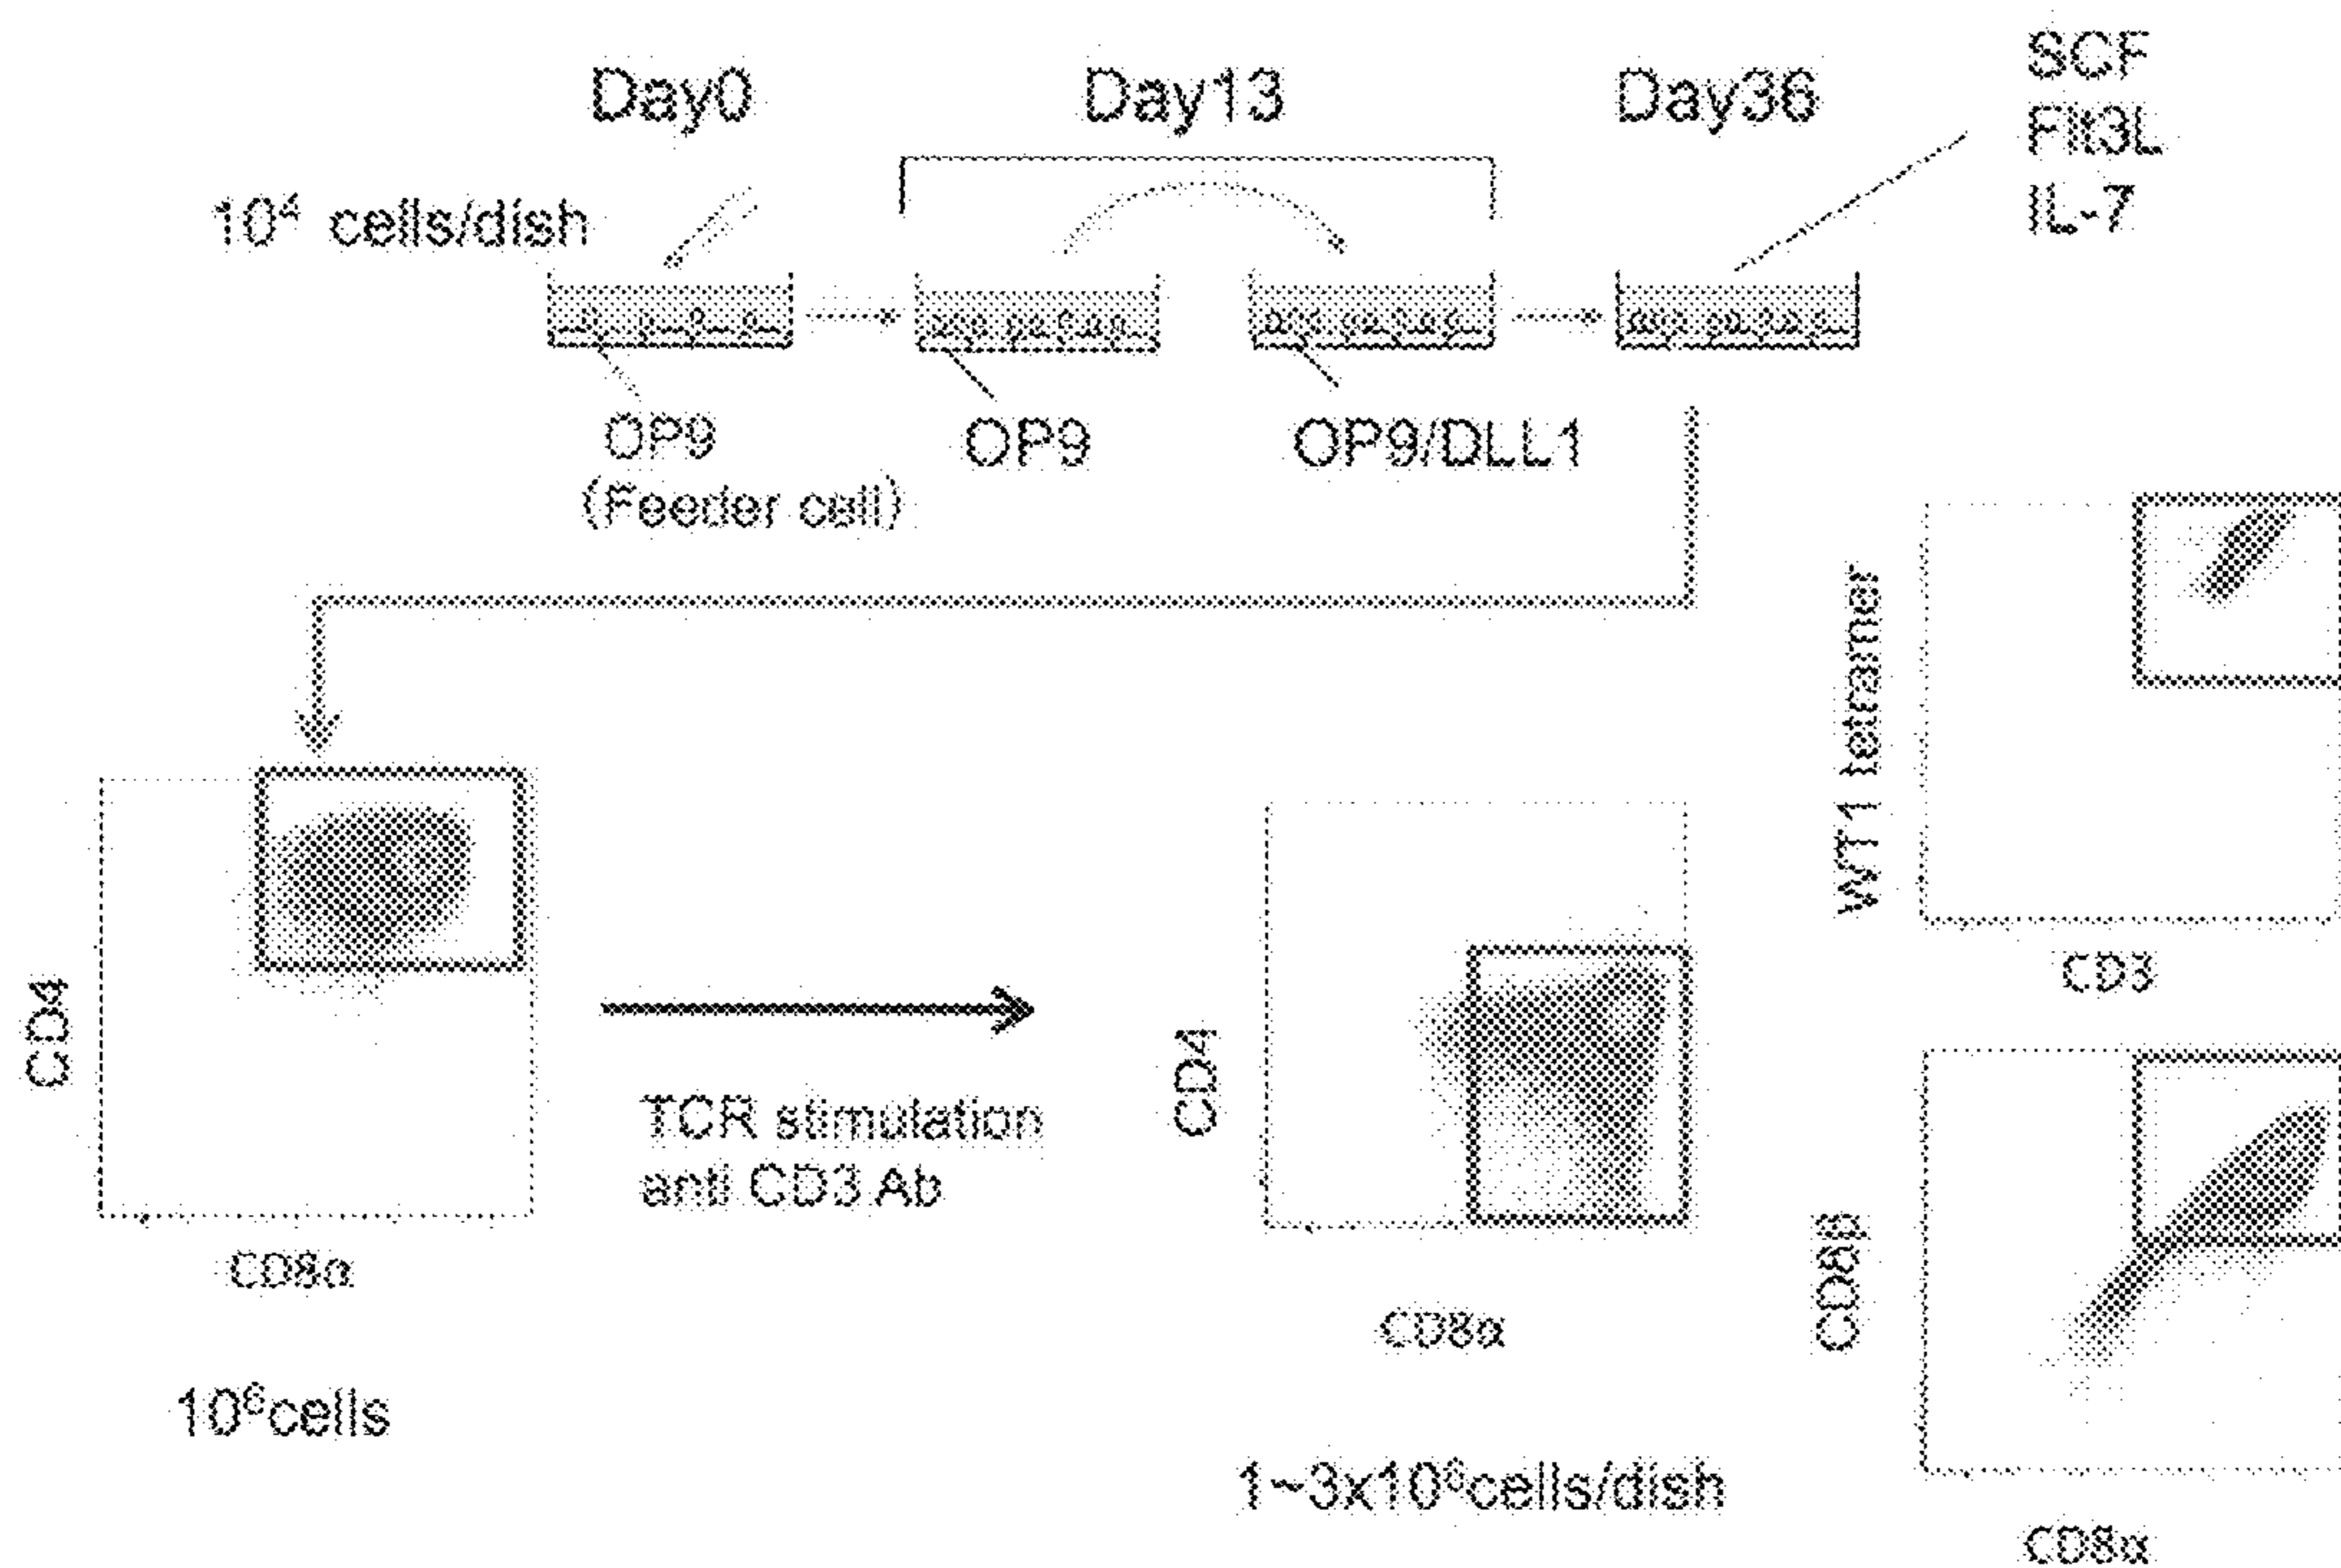 Day0
Day13
Day36
SCF
Flt3L
IL-7
10⁴ cells/dish
OP9
(Feeder cell)
OP9
OP9/DLL1
WT1 tetramer
CD3
CD4
CD8α
10⁶cells
TCR stimulation
anti CD3 Ab
CD4
CD8α
1~3x10⁶cells/dish
CD8β
CD8α